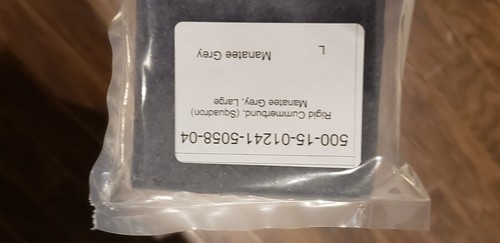 500-15-01241-5058-04
Rigid Cummerbund, (Squadron)
Manatee Grey, Large
L Manatee Grey